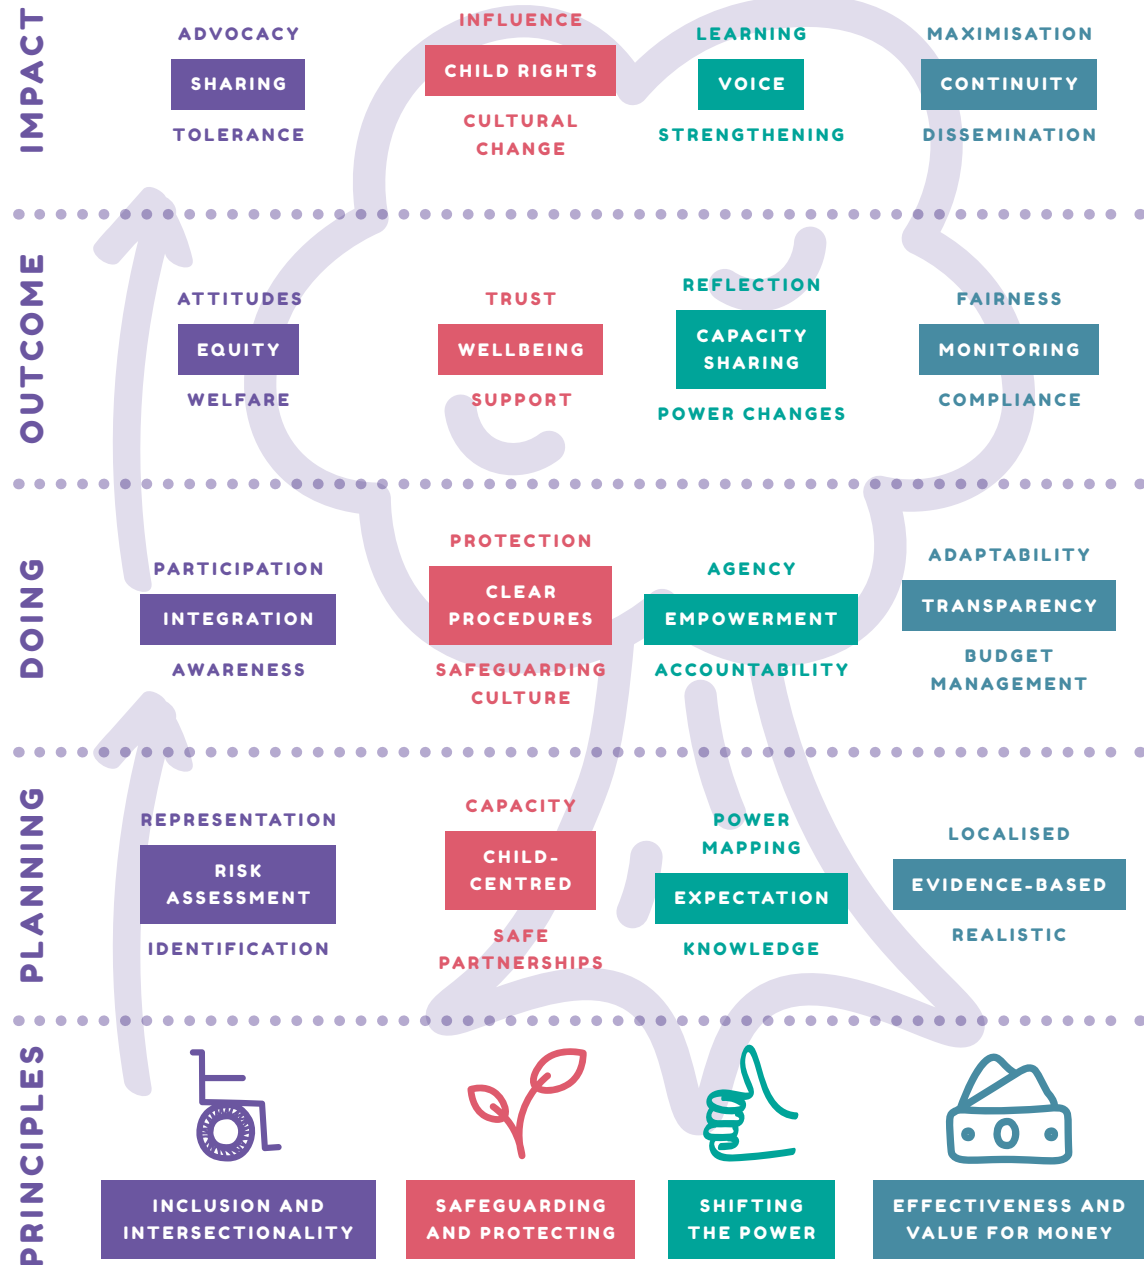 IMPACT
ADVOCACY
SHARING
TOLERANCE
INFLUENCE
CHILD RIGHTS
CULTURAL
CHANGE
LEARNING
VOICE
STRENGTHENING
MAXIMISATION
CONTINUITY
DISSEMINATION
OUTCOME
ATTITUDES
EQUITY
WELFARE
TRUST
WELLBEING
SUPPORT
REFLECTION
CAPACITY
SHARING
POWER CHANGES
FAIRNESS
MONITORING
COMPLIANCE
DOING
PARTICIPATION
INTEGRATION
AWARENESS
PROTECTION
CLEAR
PROCEDURES
SAFEGUARDING
CULTURE
AGENCY
EMPOWERMENT
ACCOUNTABILITY
ADAPTABILITY
TRANSPARENCY
BUDGET
MANAGEMENT
PLANNING
REPRESENTATION
RISK
ASSESSMENT
IDENTIFICATION
CAPACITY
CHILD-
CENTRED
SAFE
PARTNERSHIPS
POWER
MAPPING
EXPECTATION
KNOWLEDGE
LOCALISED
EVIDENCE-BASED
REALISTIC
PRINCIPLES
INCLUSION AND
INTERSECTIONALITY
SAFEGUARDING
AND PROTECTING
SHIFTING
THE POWER
EFFECTIVENESS AND
VALUE FOR MONEY